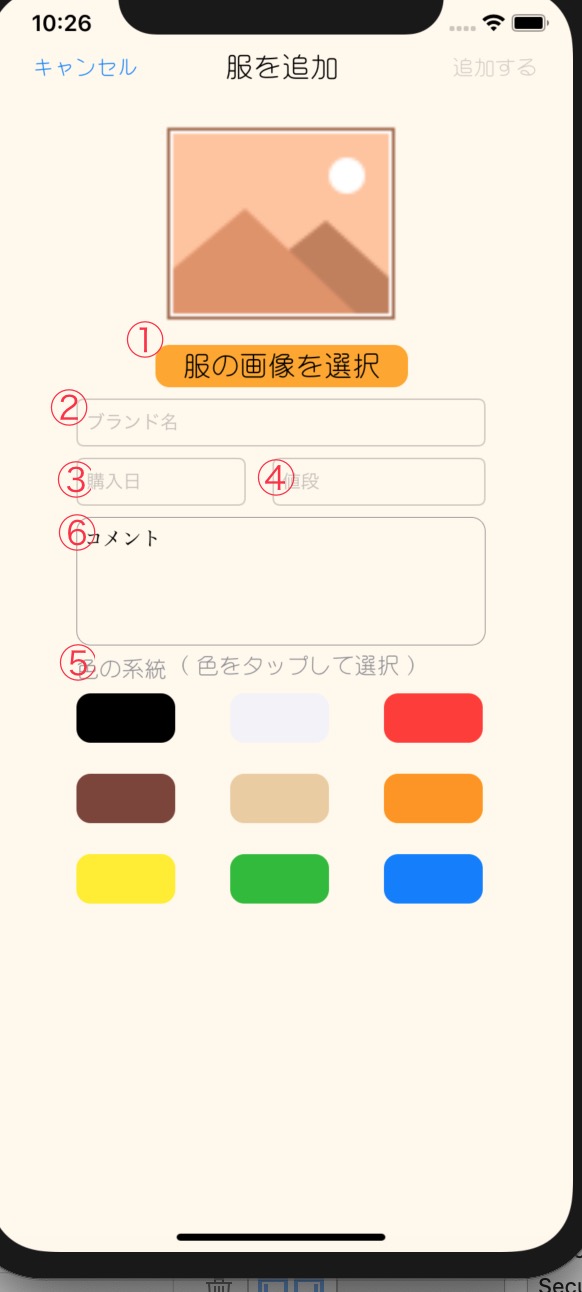 10:26
キャンセル 服を追加 追加する
① 服の画像を選択
② ブランド名
③ 購入日 ④ 値段
⑥ コメント
⑤ 色の系統 ( 色をタップして選択 )
Secu